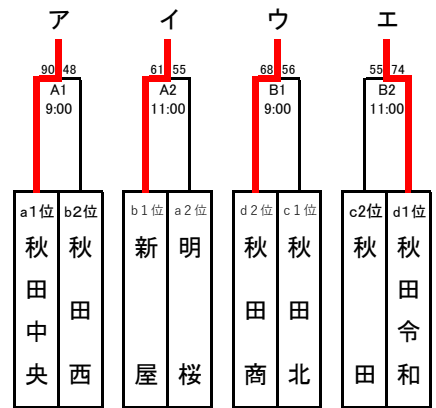 ア イ ウ エ
90 48 61 55 68 56 55 74
A1 A2 B1 B2
9:00 11:00 9:00 11:00
a1位 b2位 b1位 a2位 d2位 c1位 c2位 d1位
秋田中央
秋田西
新屋
明桜
秋田商
秋田北
秋田
秋田令和